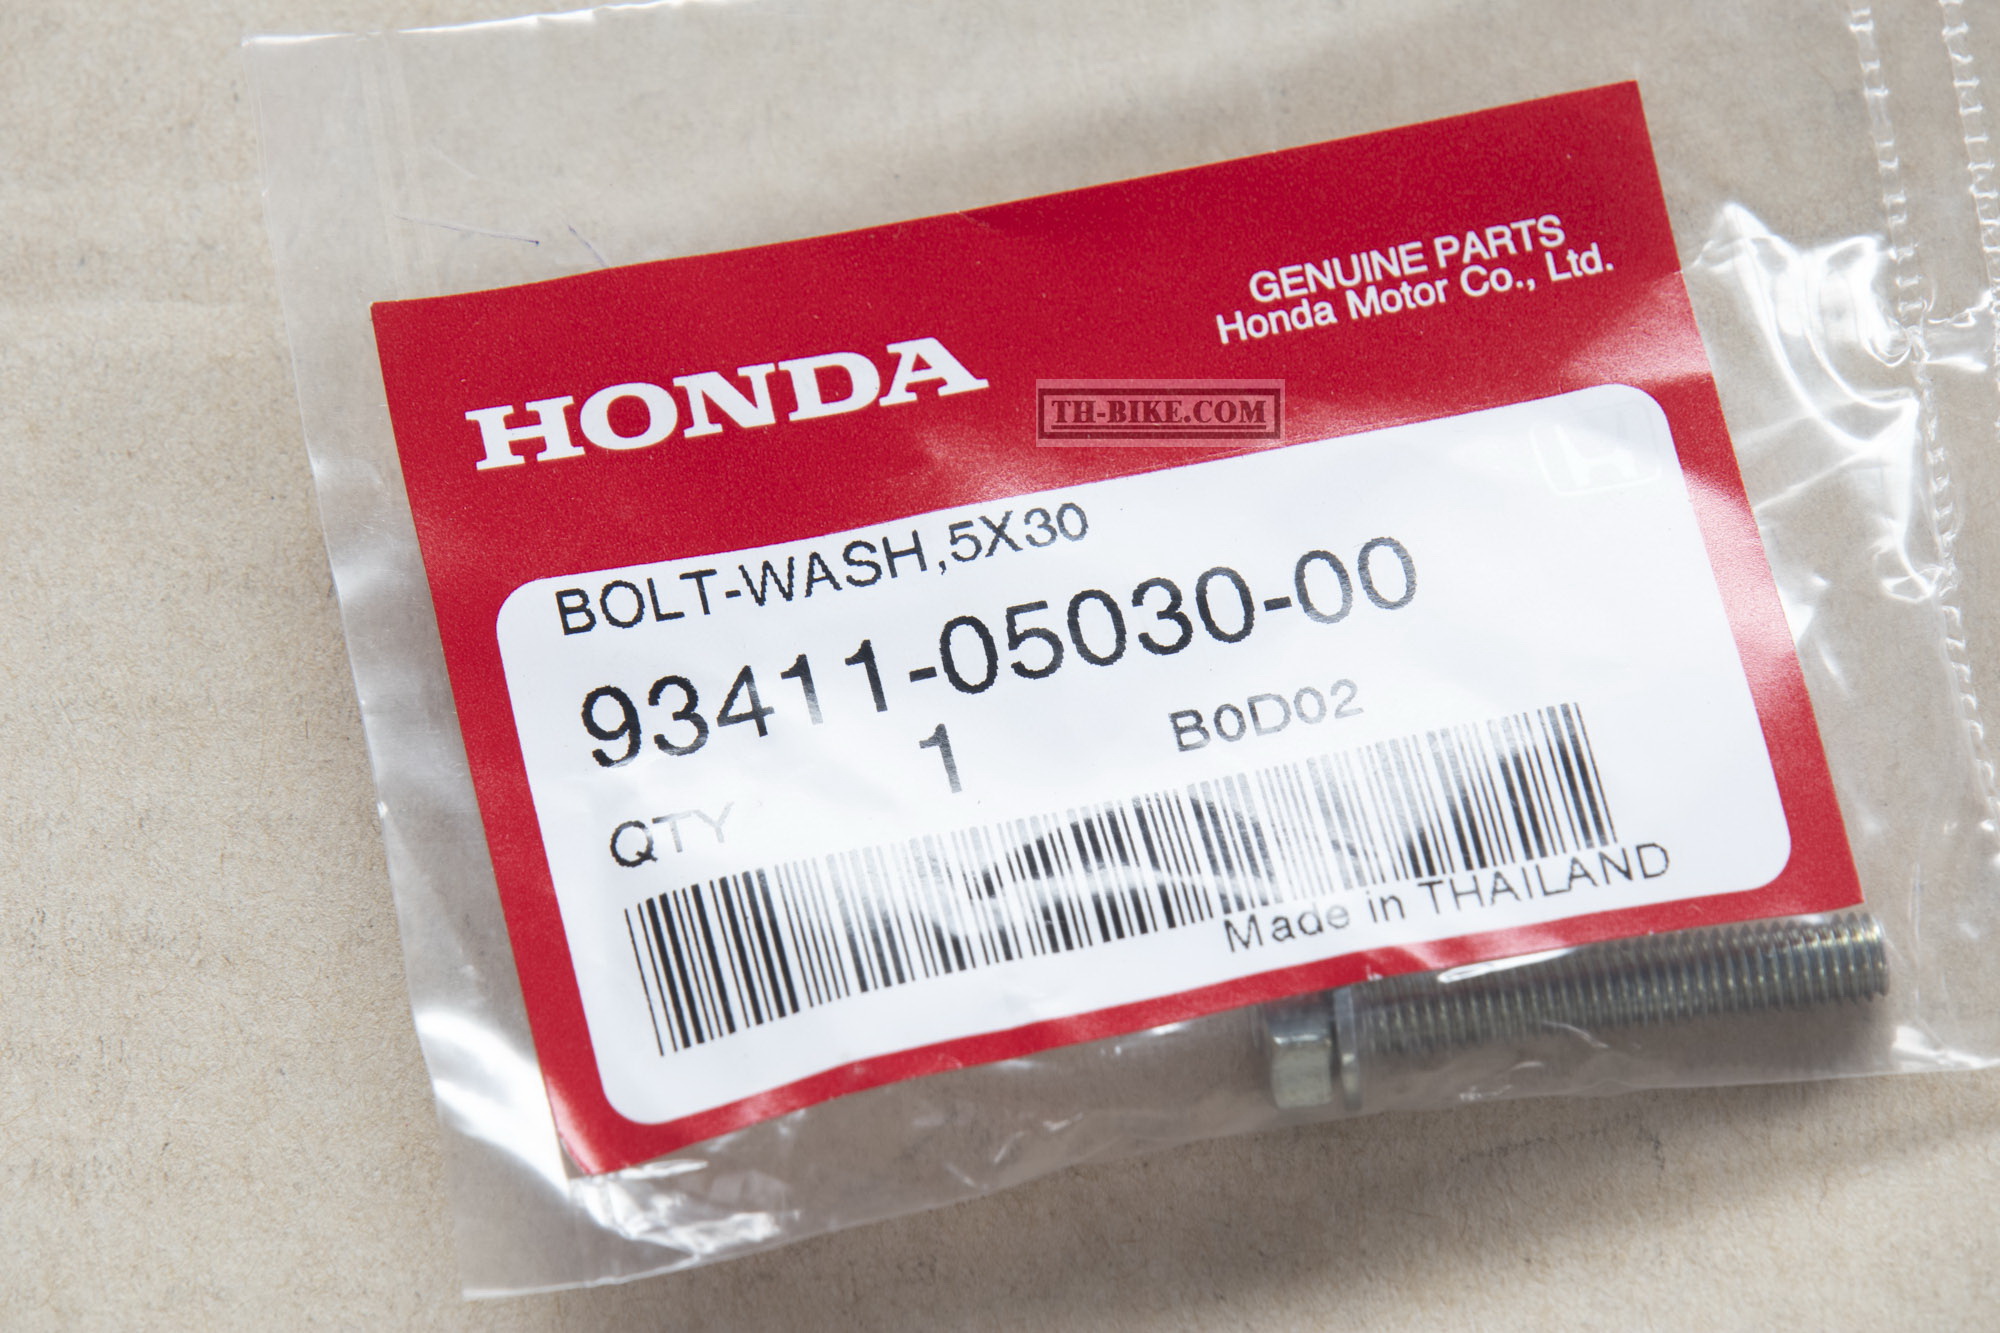 GENUINE PARTS
Honda Motor Co., Ltd.
HONDA
TH-BIKE.COM
BOLT-WASH,5X30
93411-05030-00
1 B0D02
QTY
Made in THAILAND